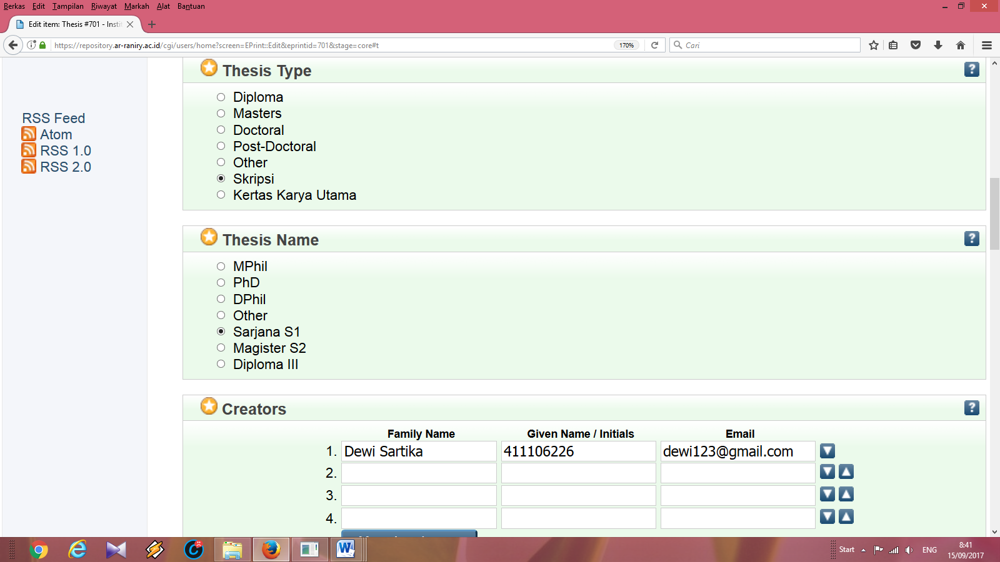 Berkas Edit Tampilan Riwayat Markah Alat Bantuan
Edit item: Thesis #701 - Insti
https://repository.ar-raniry.ac.id/cgi/users/home?screen=EPrint::Edit&eprintid=701&stage=core#t 170% Cari
Thesis Type ?
Diploma
Masters
Doctoral
Post-Doctoral
Other
Skripsi
Kertas Karya Utama
RSS Feed
Atom
RSS 1.0
RSS 2.0
Thesis Name ?
MPhil
PhD
DPhil
Other
Sarjana S1
Magister S2
Diploma III
Creators ?
Family Name Given Name / Initials Email
1. Dewi Sartika 411106226 dewi123@gmail.com
2.
3.
4.
Start ENG 8:41
15/09/2017